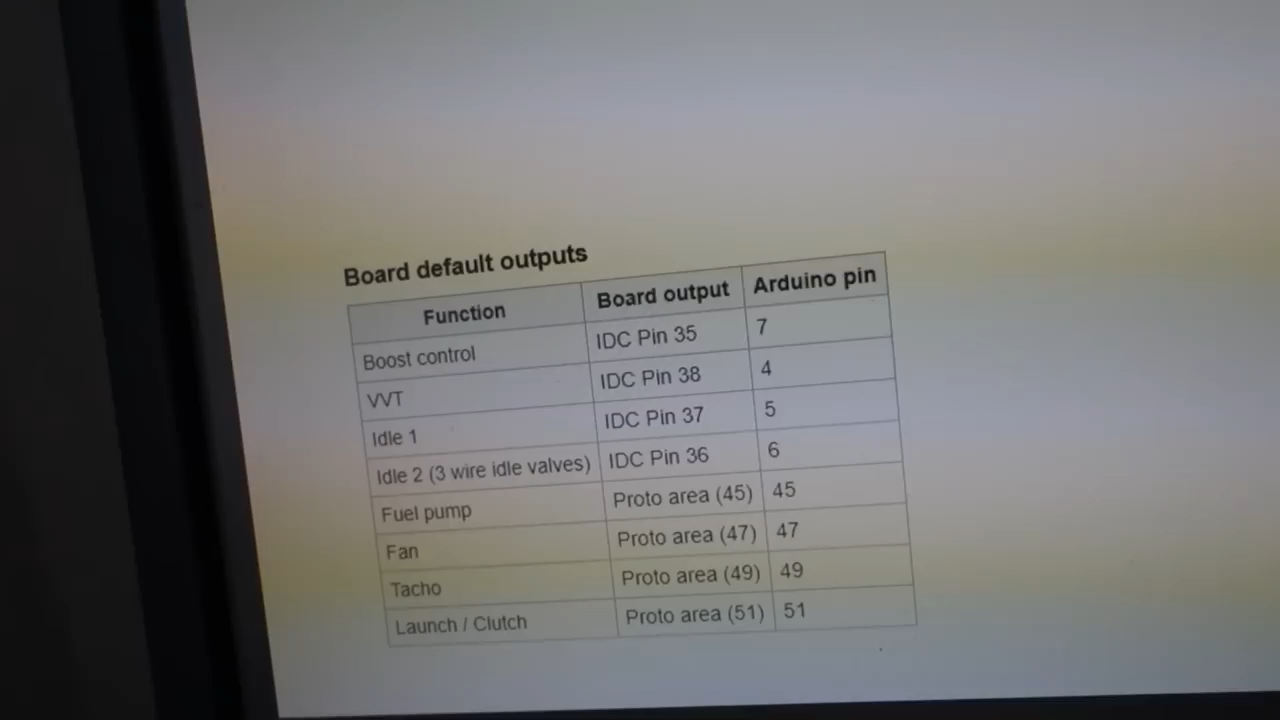 Board default outputs
Function Board output Arduino pin
Boost control IDC Pin 35 7
VVT IDC Pin 38 4
Idle 1 IDC Pin 37 5
Idle 2 (3 wire idle valves) IDC Pin 36 6
Fuel pump Proto area (45) 45
Fan Proto area (47) 47
Tacho Proto area (49) 49
Launch / Clutch Proto area (51) 51